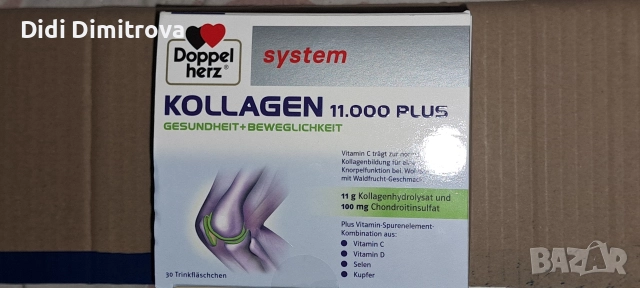 Didi Dimitrova
Doppel
herz®
system
KOLLAGEN 11.000 PLUS
GESUNDHEIT+BEWEGLICHKEIT
Vitamin C trägt zur
Kollagenbildung für
Knorpelfunktion bei.
mit Waldfrucht-Geschmack
11 g Kollagenhydrolysat und
100 mg Chondroitinsulfat
Plus Vitamin-Spurenelement-
Kombination aus:
• Vitamin C
• Vitamin D
• Selen
• Kupfer
30 Trinkfläschchen
BAZAR